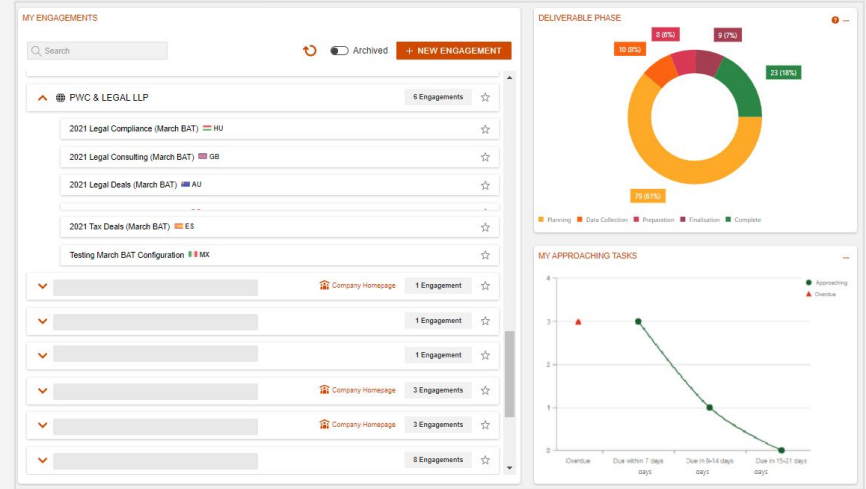 MY ENGAGEMENTS
Search
Archived
+ NEW ENGAGEMENT
PWC & LEGAL LLP
6 Engagements
2021 Legal Compliance (March BAT) HU
2021 Legal Consulting (March BAT) GB
2021 Legal Deals (March BAT) AU
2021 Tax Deals (March BAT) ES
Testing March BAT Configuration MX
Company Homepage 1 Engagement
1 Engagement
1 Engagement
Company Homepage 3 Engagements
Company Homepage 3 Engagements
8 Engagements
DELIVERABLE PHASE
?
8 (6%)
9 (7%)
10 (8%)
23 (18%)
79 (61%)
Planning Data Collection Preparation Finalisation Complete
MY APPROACHING TASKS
4
3
2
1
0
Approaching
Overdue
Overdue Due within 7 days Due in 8-14 days Due in 15-21 days
days days days